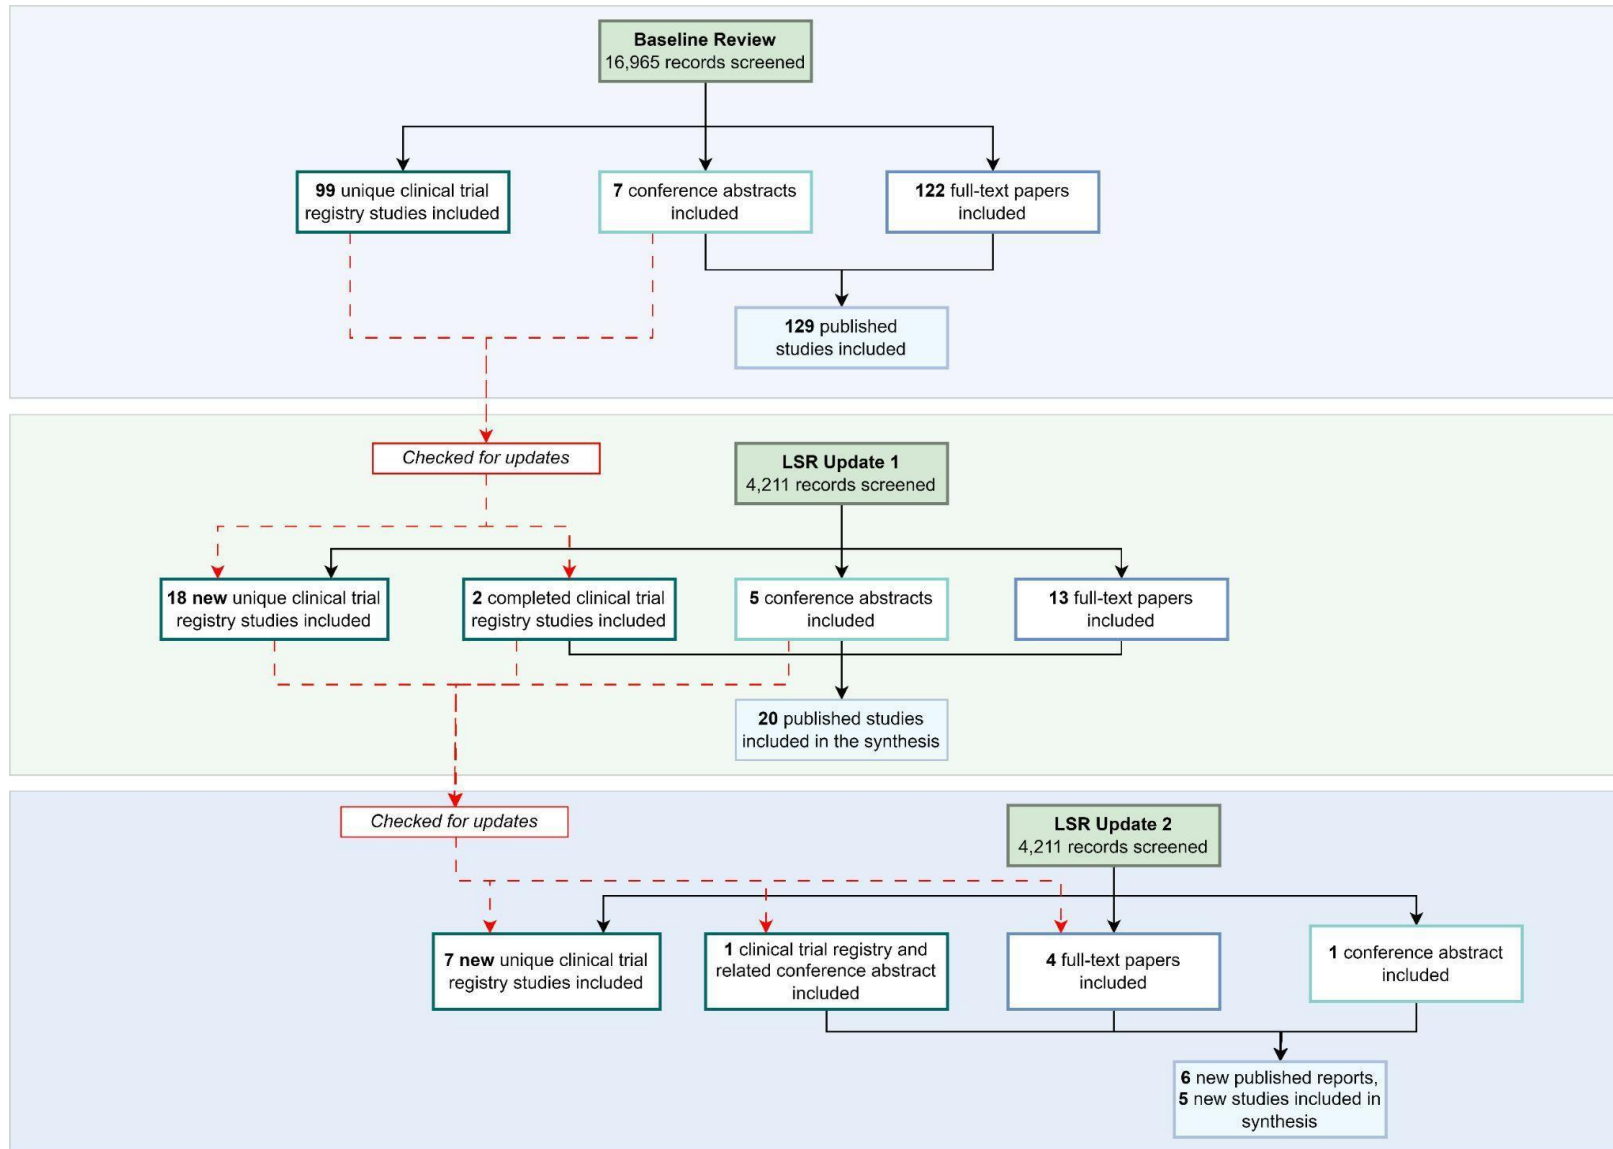 Baseline Review
16,965 records screened
99 unique clinical trial
registry studies included
7 conference abstracts
included
122 full-text papers
included
129 published
studies included
Checked for updates
LSR Update 1
4,211 records screened
18 new unique clinical trial
registry studies included
2 completed clinical trial
registry studies included
5 conference abstracts
included
13 full-text papers
included
20 published studies
included in the synthesis
Checked for updates
LSR Update 2
4,211 records screened
7 new unique clinical trial
registry studies included
1 clinical trial registry and
related conference abstract
included
4 full-text papers
included
1 conference abstract
included
6 new published reports,
5 new studies included in
synthesis